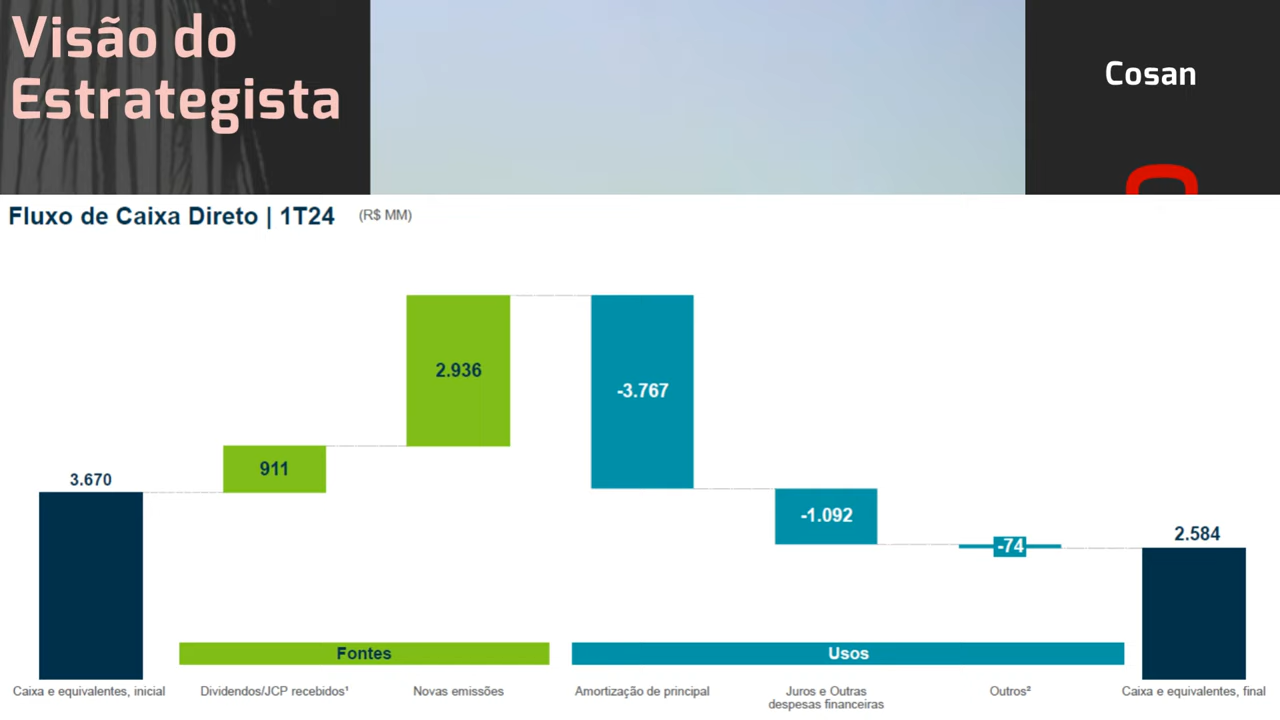 Visão do
Estrategista
Cosan
Fluxo de Caixa Direto | 1T24 (R$ MM)
3.670
911
2.936
-3.767
-1.092
-74
2.584
Fontes
Usos
Caixa e equivalentes, inicial
Dividendos/JCP recebidos¹
Novas emissões
Amortização de principal
Juros e Outras
despesas financeiras
Outros²
Caixa e equivalentes, final